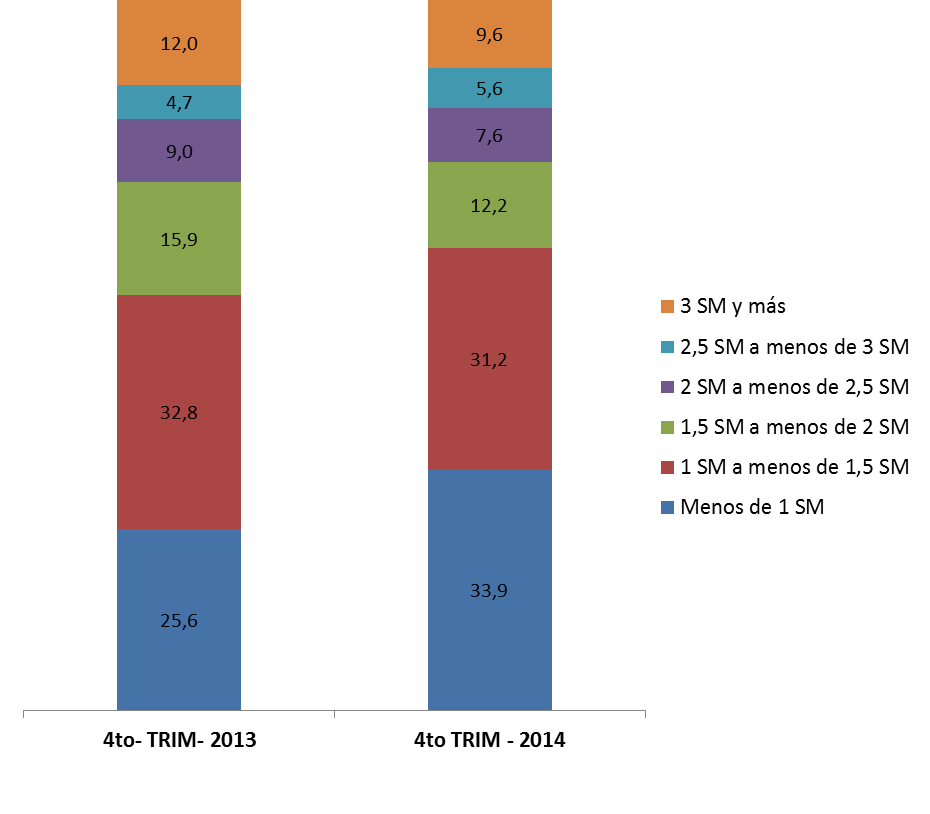 12,0
4,7
9,0
15,9
32,8
25,6
9,6
5,6
7,6
12,2
31,2
33,9
3 SM y más
2,5 SM a menos de 3 SM
2 SM a menos de 2,5 SM
1,5 SM a menos de 2 SM
1 SM a menos de 1,5 SM
Menos de 1 SM
4to- TRIM- 2013
4to TRIM - 2014